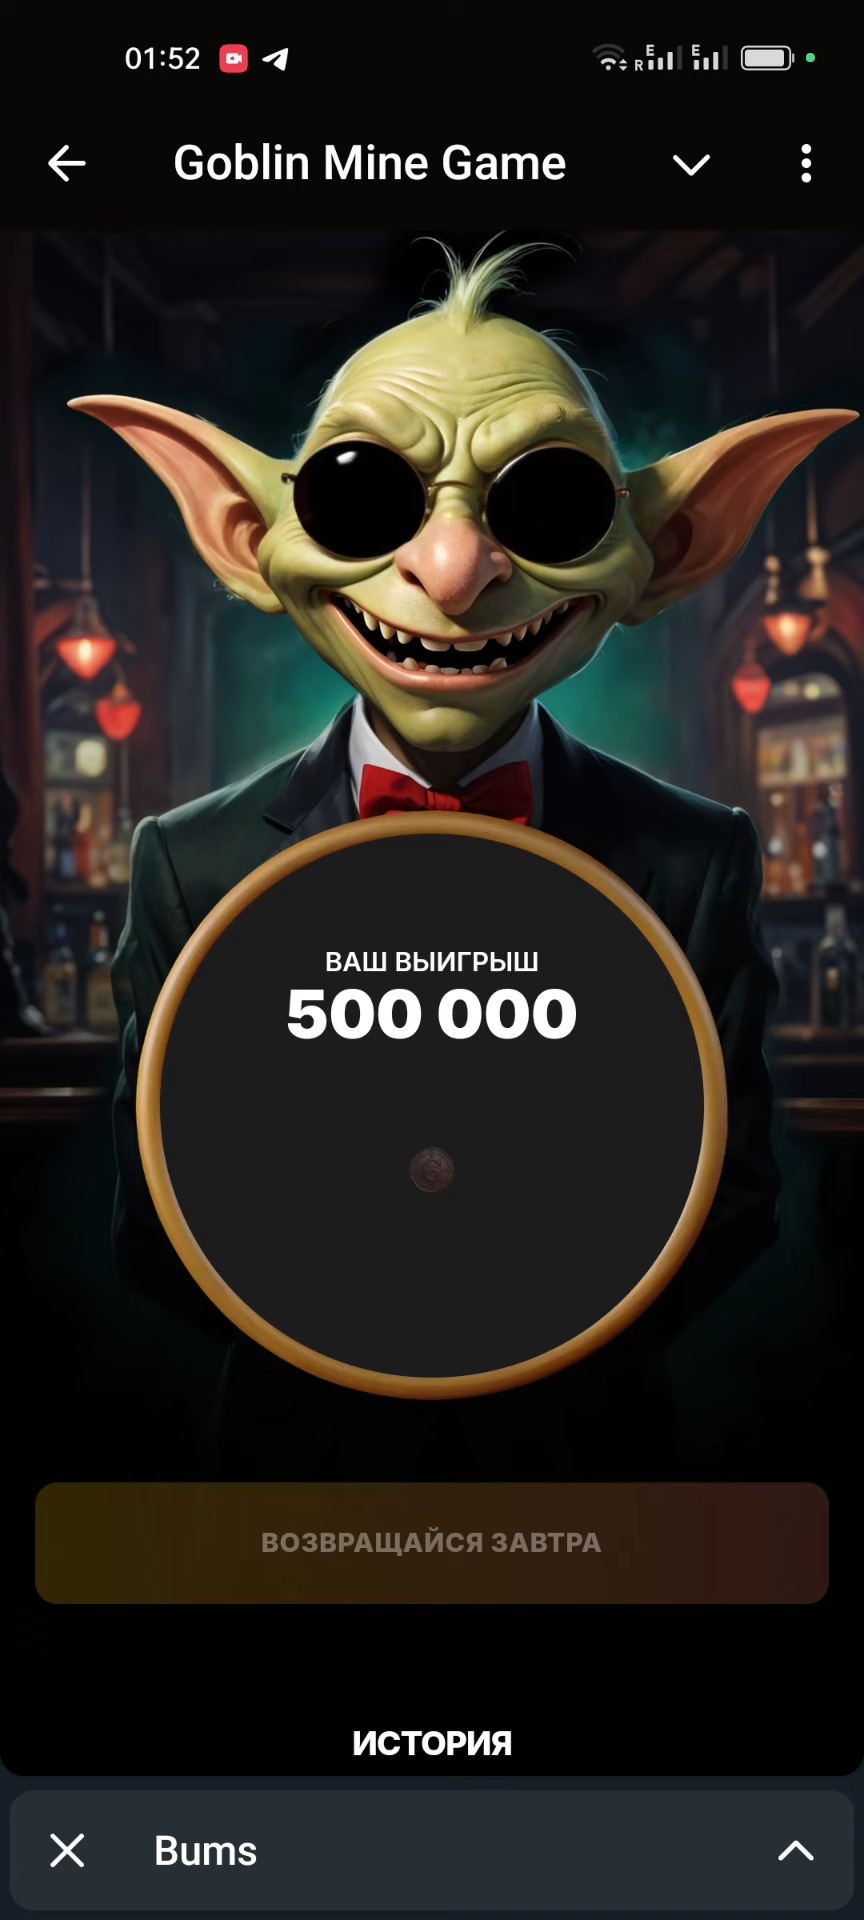 01:52
R E E
Goblin Mine Game
ВАШ ВЫИГРЫШ
500 000
G
ВОЗВРАЩАЙСЯ ЗАВТРА
ИСТОРИЯ
Bums